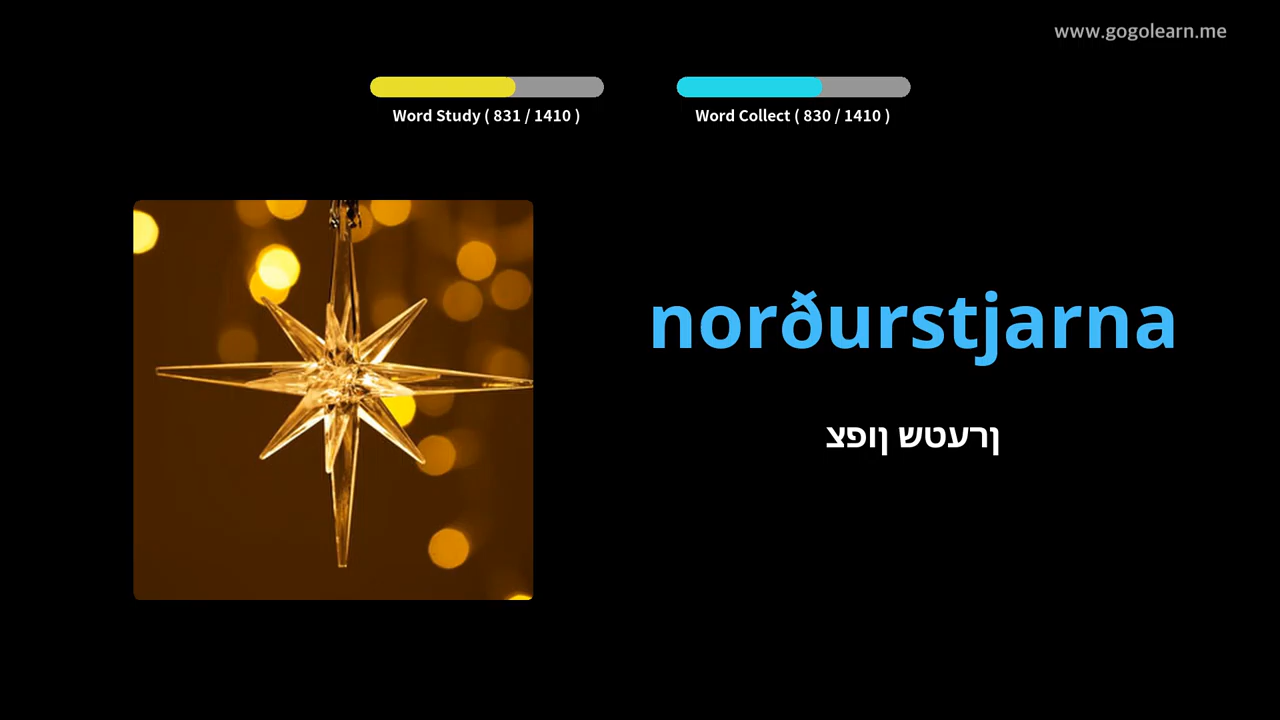 www.gogolearn.me
Word Study ( 831 / 1410 )
Word Collect ( 830 / 1410 )
norðurstjarna
צפון שטערן